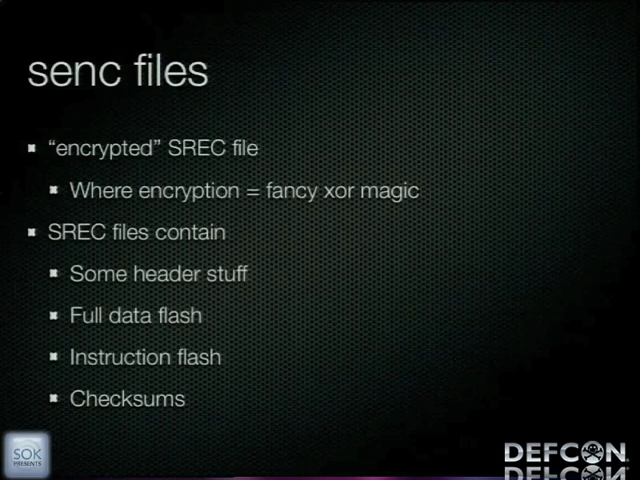 senc files
“encrypted” SREC file
Where encryption = fancy xor magic
SREC files contain
Some header stuff
Full data flash
Instruction flash
Checksums
SOK
PRESENTS
DEFCON